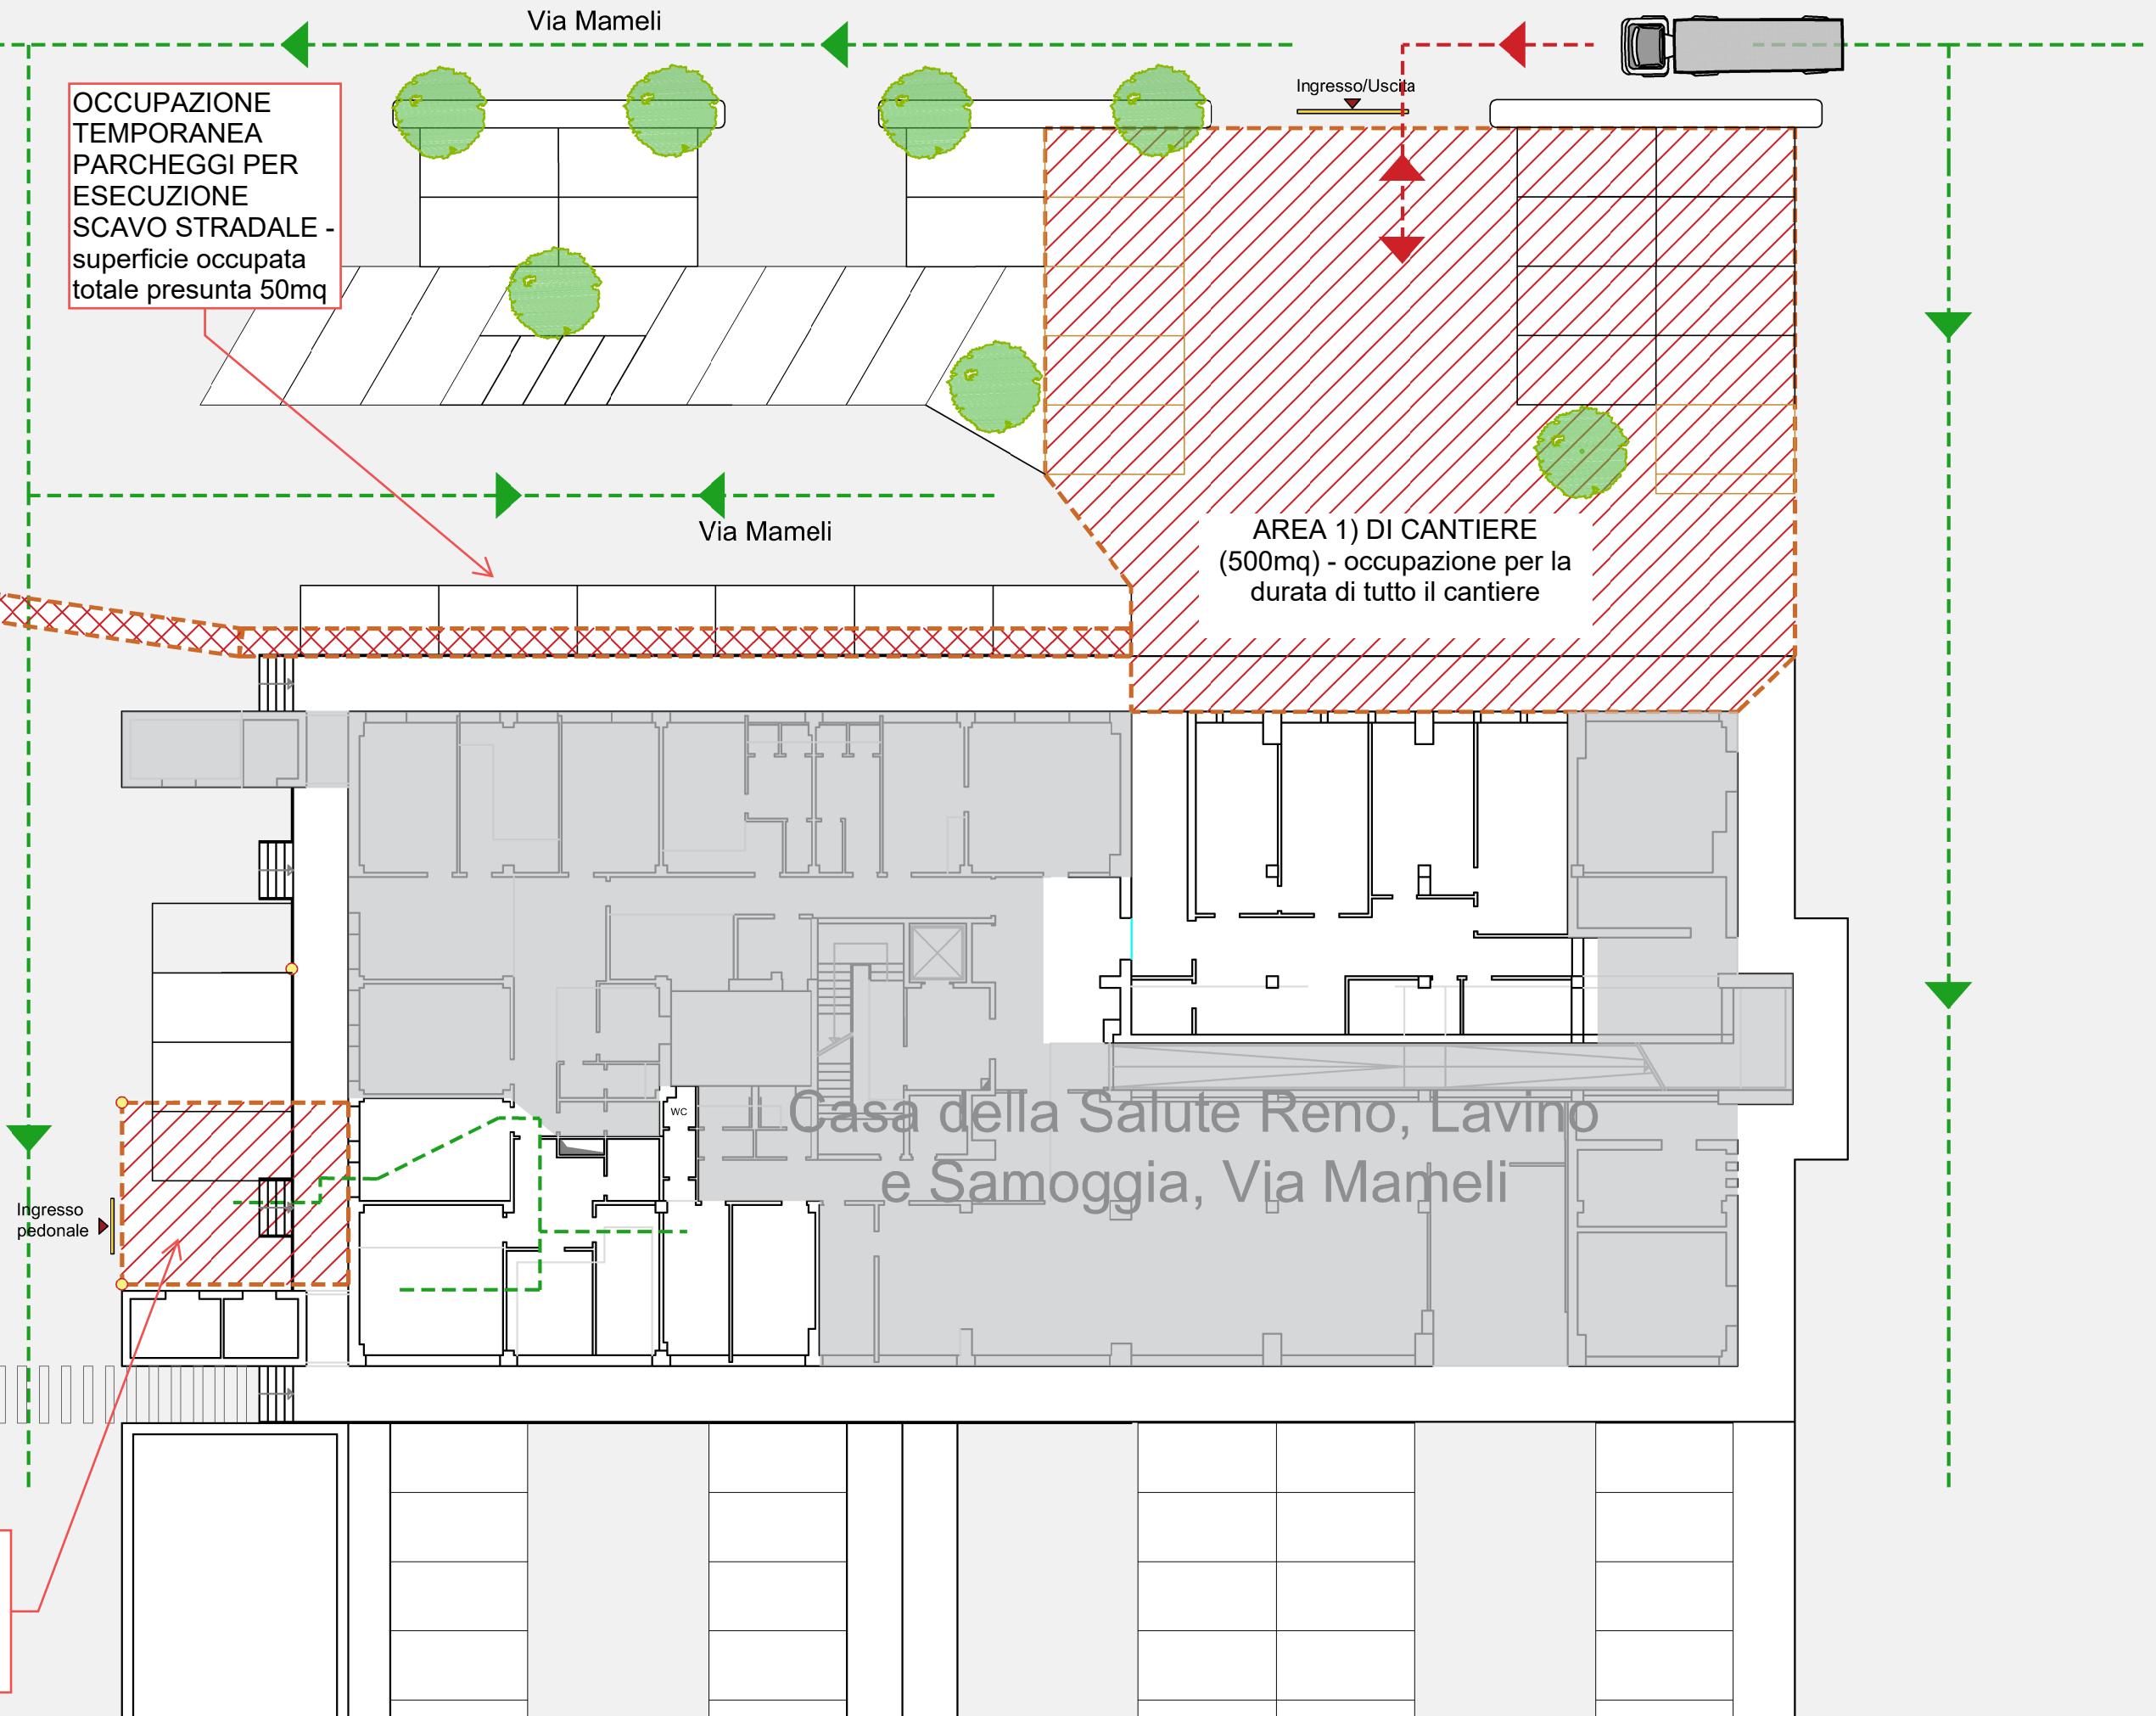 Via Mameli
Ingresso/Uscita
OCCUPAZIONE
TEMPORANEA
PARCHEGGI PER
ESECUZIONE
SCAVO STRADALE -
superficie occupata
totale presunta 50mq
Via Mameli
AREA 1) DI CANTIERE
(500mq) - occupazione per la
durata di tutto il cantiere
WC
Casa della Salute Reno, Lavino
e Samoggia, Via Mameli
Ingresso
pedonale